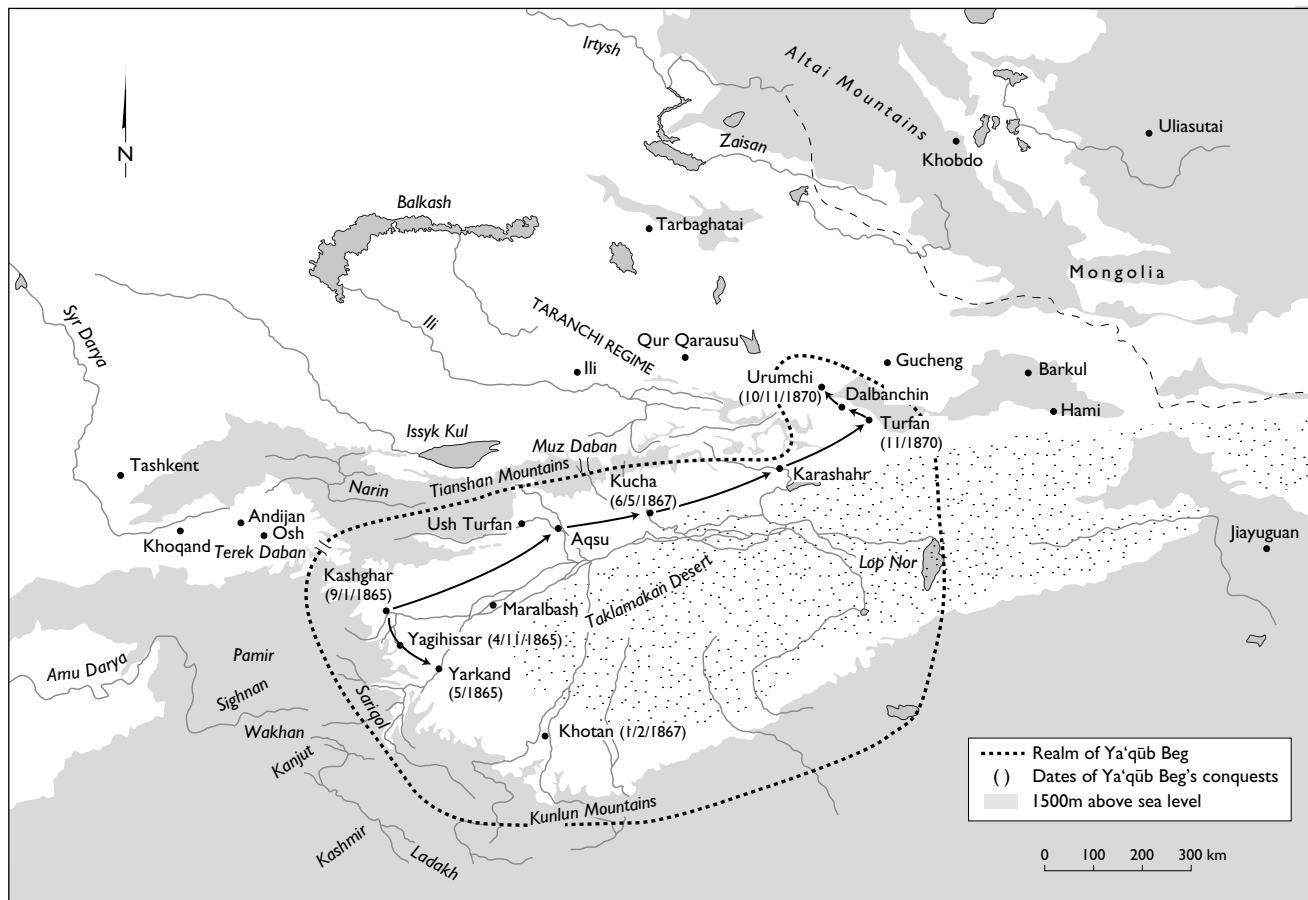 Irtysh
Altai Mountains
Uliasutai
Khobdo
Zaisan
N
Balkash
Tarbaghatai
Mongolia
Syr Darya
Ili
TARANCHI REGIME
Qur Qarausu
Gucheng
Ili
Urumchi
(10/11/1870)
Dalbanchin
Barkul
Hami
Turfan
(11/1870)
Issyk Kul
Muz Daban
Tashkent
Narin
Tianshan Mountains
Karashahr
Kucha
(6/5/1867)
Andijan
Osh
Khoqand
Terek Daban
Ush Turfan
Aqsu
Jiayuguan
Lop Nor
Kashghar
(9/1/1865)
Taklamakan Desert
Maralbash
Yagihissar (4/11/1865)
Amu Darya
Pamir
Yarkand
(5/1865)
Sighnan
Sariqol
Wakhan
Khotan (1/2/1867)
Kanjut
Kunlun Mountains
Kashmir
Ladakh
Realm of Ya‘qūb Beg
( ) Dates of Ya‘qūb Beg's conquests
1500m above sea level
0 100 200 300 km